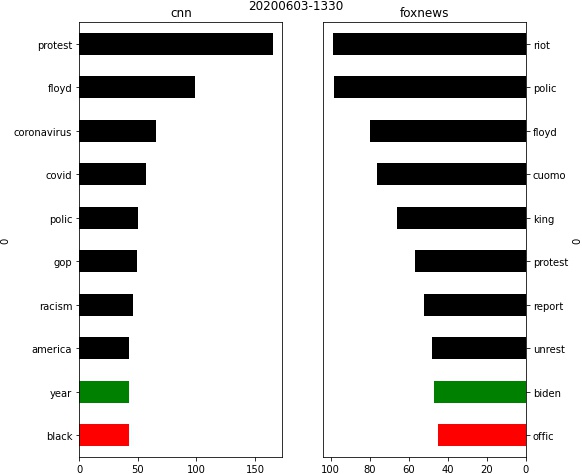 20200603-1330
cnn
foxnews
protest
floyd
coronavirus
covid
polic
gop
racism
america
year
black
0
0 50 100 150
riot
polic
floyd
cuomo
king
protest
report
unrest
biden
offic
0
100 80 60 40 20 0